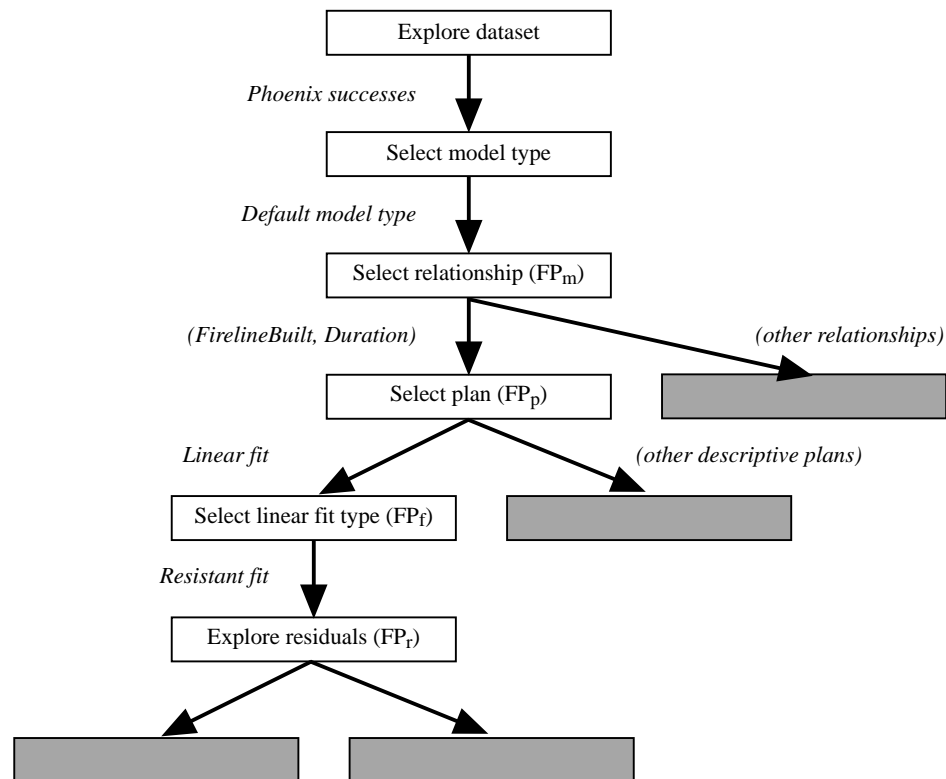 Explore dataset
Phoenix successes
Select model type
Default model type
Select relationship (FPm)
(FirelineBuilt, Duration)
(other relationships)
Select plan (FPp)
Linear fit
(other descriptive plans)
Select linear fit type (FPf)
Resistant fit
Explore residuals (FPr)